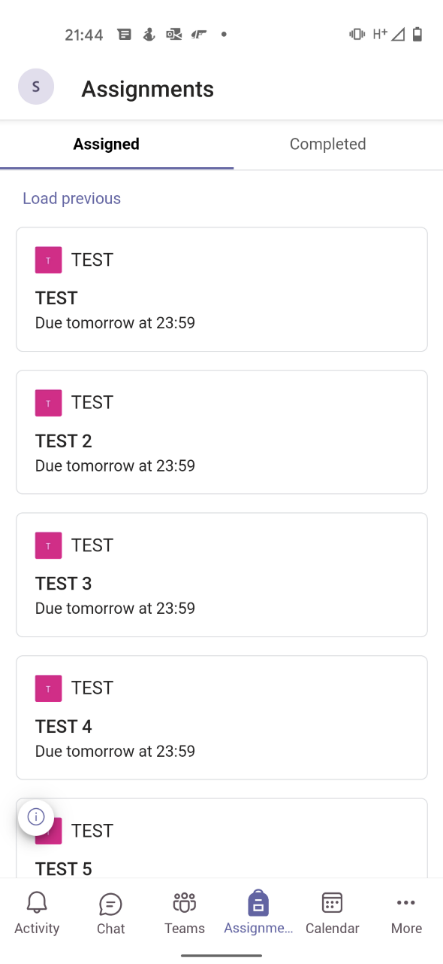 21:44
H+
S
Assignments
Assigned
Completed
Load previous
T
TEST
TEST
Due tomorrow at 23:59
T
TEST
TEST 2
Due tomorrow at 23:59
T
TEST
TEST 3
Due tomorrow at 23:59
T
TEST
TEST 4
Due tomorrow at 23:59
TEST
TEST 5
Activity
Chat
Teams
Assignme...
Calendar
More